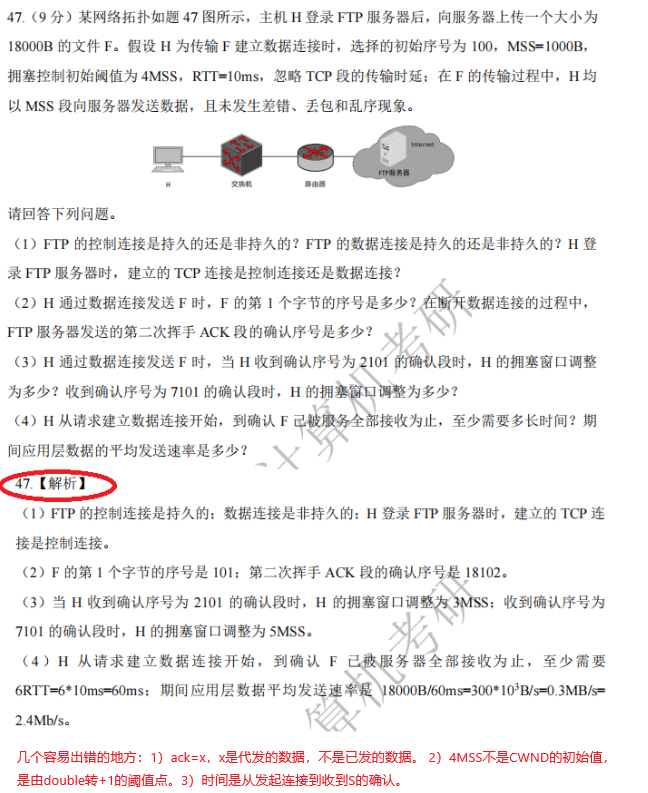 47.（9 分）某网络拓扑如题 47 图所示，主机 H 登录 FTP 服务器后，向服务器上传一个大小为
18000B 的文件 F。假设 H 为传输 F 建立数据连接时，选择的初始序号为 100，MSS=1000B，
拥塞控制初始阈值为 4MSS，RTT=10ms，忽略 TCP 段的传输时延；在 F 的传输过程中，H 均
以 MSS 段向服务器发送数据，且未发生差错、丢包和乱序现象。
Internet
FTP服务器
H
交换机
路由器
请回答下列问题。
（1）FTP 的控制连接是持久的还是非持久的？FTP 的数据连接是持久的还是非持久的？H 登
录 FTP 服务器时，建立的 TCP 连接是控制连接还是数据连接？
（2）H 通过数据连接发送 F 时，F 的第 1 个字节的序号是多少？在断开数据连接的过程中，
FTP 服务器发送的第二次挥手 ACK 段的确认序号是多少？
（3）H 通过数据连接发送 F 时，当 H 收到确认序号为 2101 的确认段时，H 的拥塞窗口调整
为多少？收到确认序号为 7101 的确认段时，H 的拥塞窗口调整为多少？
（4）H 从请求建立数据连接开始，到确认 F 已被服务全部接收为止，至少需要多长时间？期
间应用层数据的平均发送速率是多少？
47.【解析】
（1）FTP 的控制连接是持久的；数据连接是非持久的；H 登录 FTP 服务器时，建立的 TCP 连
接是控制连接。
（2）F 的第 1 个字节的序号是 101；第二次挥手 ACK 段的确认序号是 18102。
（3）当 H 收到确认序号为 2101 的确认段时，H 的拥塞窗口调整为 3MSS；收到确认序号为
7101 的确认段时，H 的拥塞窗口调整为 5MSS。
（4）H 从请求建立数据连接开始，到确认 F 已被服务器全部接收为止，至少需要
6RTT=6*10ms=60ms；期间应用层数据平均发送速率是 18000B/60ms=300*10³B/s=0.3MB/s=
2.4Mb/s。
计算机考研
算机考研
几个容易出错的地方：1）ack=x，x是代发的数据，不是已发的数据。 2）4MSS不是CWND的初始值，
是由double转+1的阈值点。3）时间是从发起连接到收到S的确认。